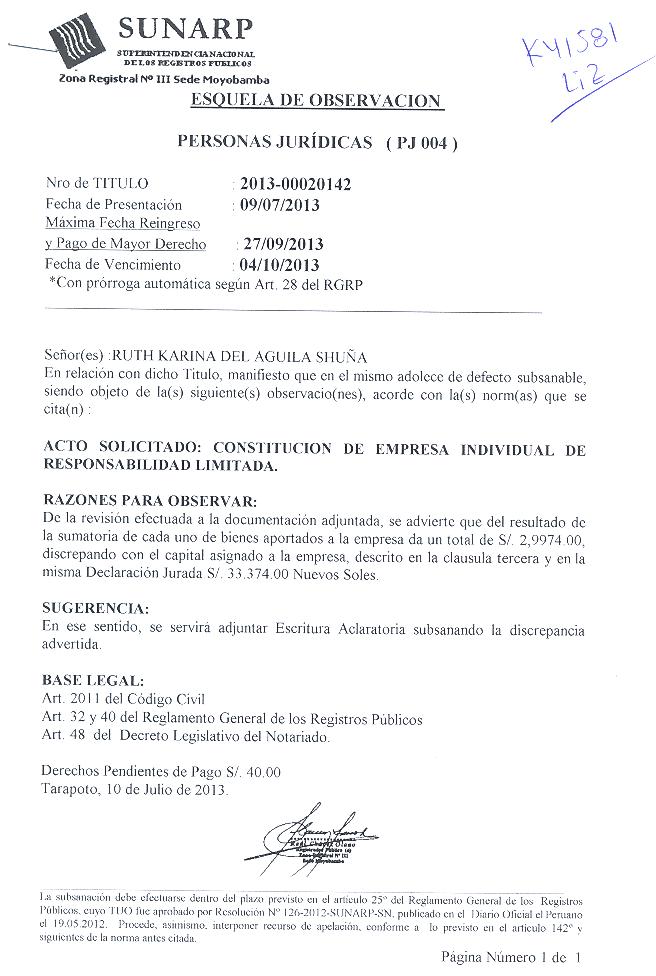 SUNARP
SUPERINTENDENCIA NACIONAL
DE LOS REGISTROS PUBLICOS
Zona Registral Nº III Sede Moyobamba
K41581
Liz
ESQUELA DE OBSERVACION
PERSONAS JURÍDICAS ( PJ 004 )
Nro de TITULO : 2013-00020142
Fecha de Presentación : 09/07/2013
Máxima Fecha Reingreso
y Pago de Mayor Derecho : 27/09/2013
Fecha de Vencimiento : 04/10/2013
*Con prórroga automática según Art. 28 del RGRP
Señor(es) :RUTH KARINA DEL AGUILA SHUÑA
En relación con dicho Titulo, manifiesto que en el mismo adolece de defecto subsanable,
siendo objeto de la(s) siguiente(s) observacio(nes), acorde con la(s) norm(as) que se
cita(n) :
ACTO SOLICITADO: CONSTITUCION DE EMPRESA INDIVIDUAL DE
RESPONSABILIDAD LIMITADA.
RAZONES PARA OBSERVAR:
De la revisión efectuada a la documentación adjuntada, se advierte que del resultado de
la sumatoria de cada uno de bienes aportados a la empresa da un total de S/. 2,9974.00,
discrepando con el capital asignado a la empresa, descrito en la clausula tercera y en la
misma Declaración Jurada S/. 33.374.00 Nuevos Soles.
SUGERENCIA:
En ese sentido, se servirá adjuntar Escritura Aclaratoria subsanando la discrepancia
advertida.
BASE LEGAL:
Art. 2011 del Código Civil
Art. 32 y 40 del Reglamento General de los Registros Públicos
Art. 48 del Decreto Legislativo del Notariado.
Derechos Pendientes de Pago S/. 40.00
Tarapoto, 10 de Julio de 2013.
Olano
Registrador Público (e)
Zona Registral Nº III
Sede Moyobamba
La subsanación debe efectuarse dentro del plazo previsto en el artículo 25º del Reglamento General de los Registros
Públicos, cuyo TUO fue aprobado por Resolución Nº 126-2012-SUNARP-SN, publicado en el Diario Oficial el Peruano
el 19.05.2012. Procede, asimismo, interponer recurso de apelación, conforme a lo previsto en el artículo 142º y
siguientes de la norma antes citada.
Página Número 1 de 1